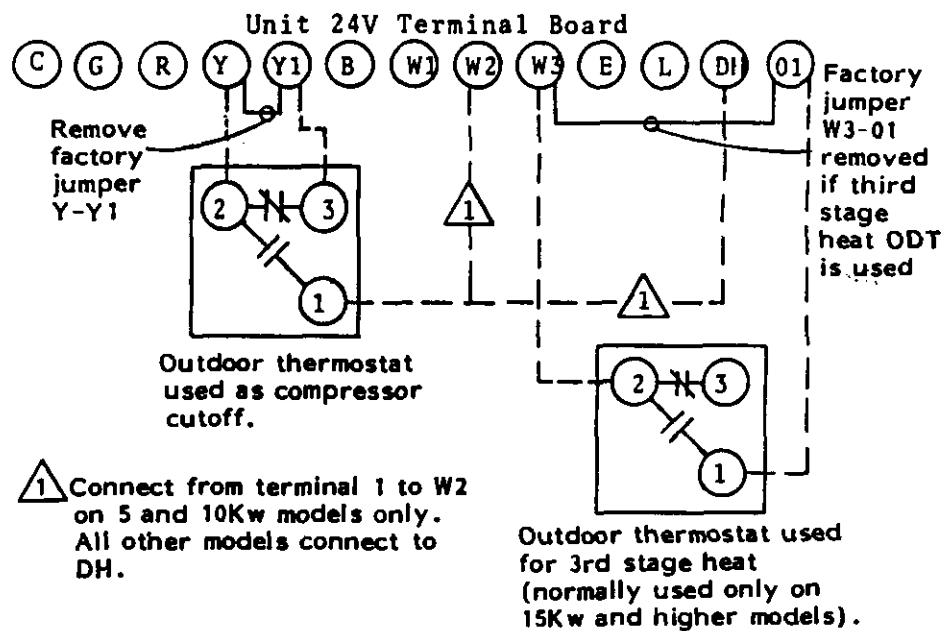 Unit 24V Terminal Board
C G R Y Y1 B W1 W2 W3 E L DH O1
Factory
jumper
W3-01
removed
if third
stage
heat ODT
is used
Remove
factory
jumper
Y-Y1
2 3
1
1
1
Outdoor thermostat
used as compressor
cutoff.
2 3
1
1 Connect from terminal 1 to W2
on 5 and 10Kw models only.
All other models connect to
DH.
Outdoor thermostat used
for 3rd stage heat
(normally used only on
15Kw and higher models).